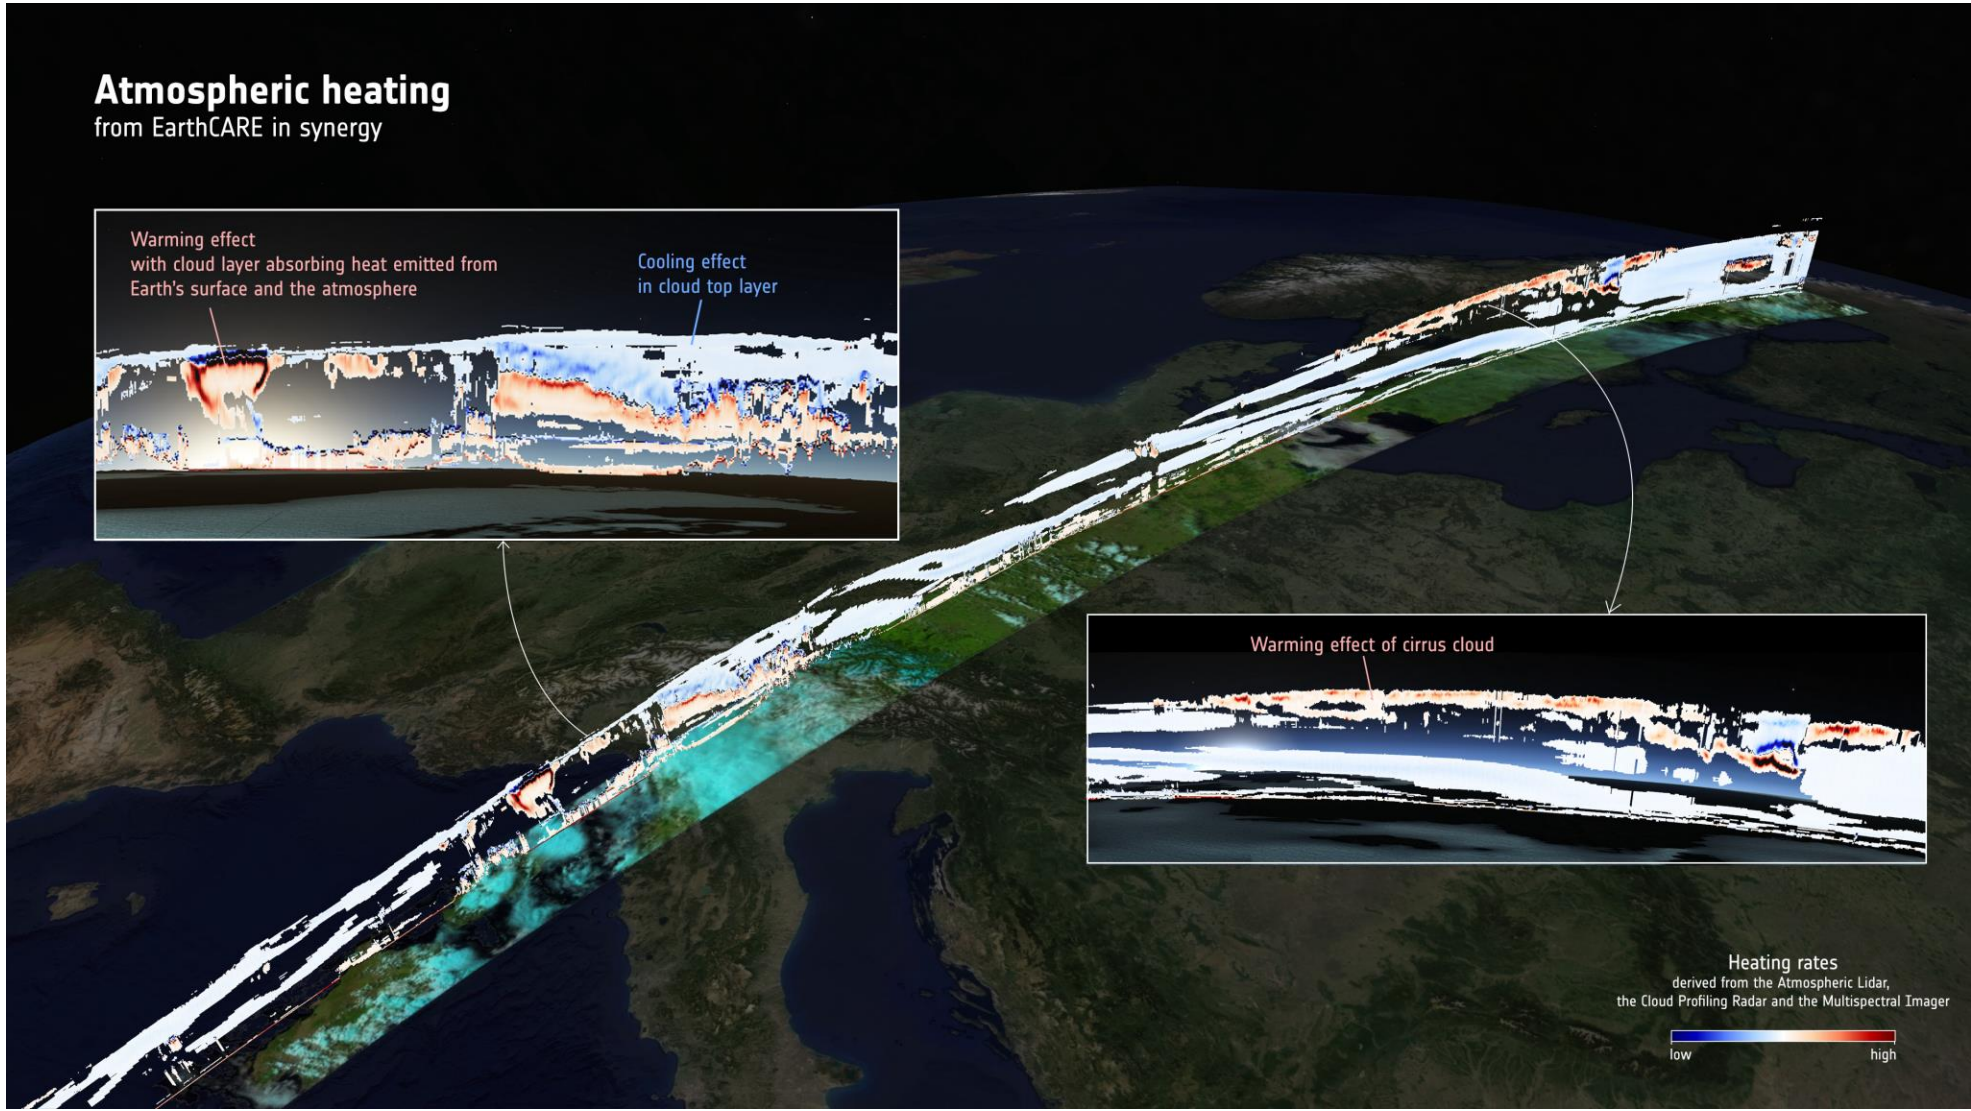 Atmospheric heating
from EarthCARE in synergy
Warming effect
with cloud layer absorbing heat emitted from
Earth's surface and the atmosphere
Cooling effect
in cloud top layer
Warming effect of cirrus cloud
Heating rates
derived from the Atmospheric Lidar,
the Cloud Profiling Radar and the Multispectral Imager
low high